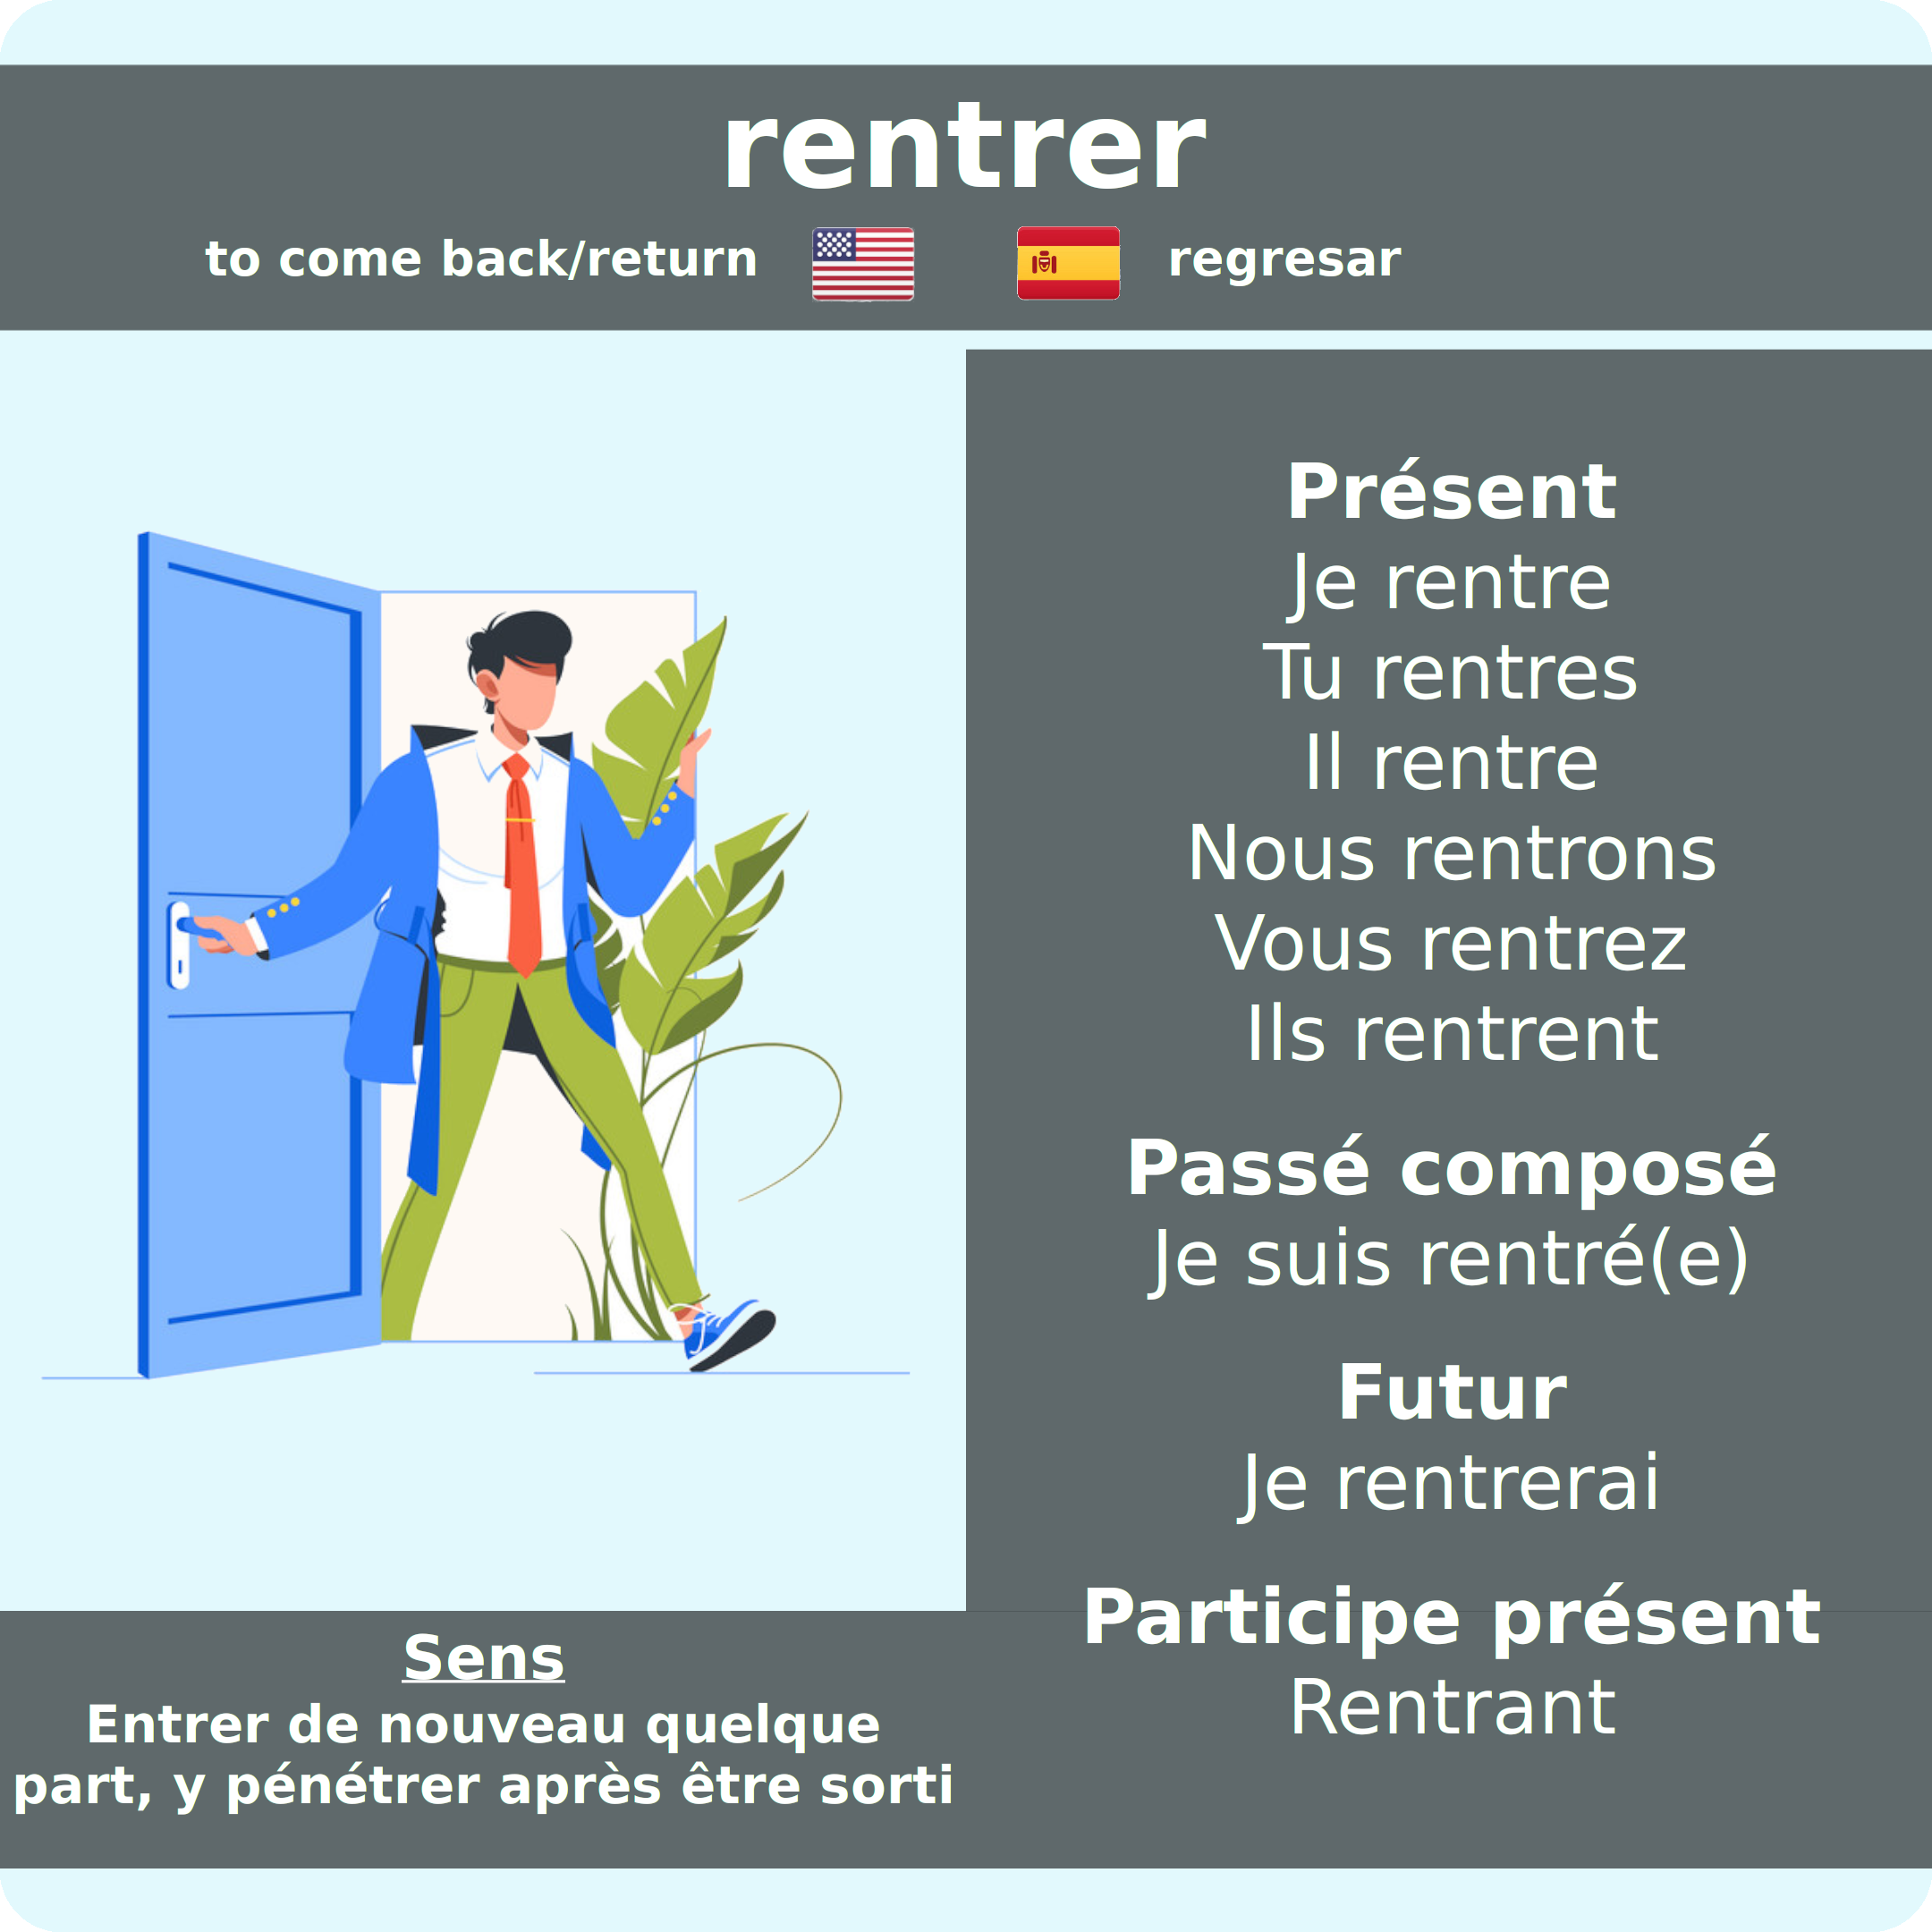 rentrer
to come back/return
regresar
Présent
Je rentre
Tu rentres
Il rentre
Nous rentrons
Vous rentrez
Ils rentrent
Passé composé
Je suis rentré(e)
Futur
Je rentrerai
Participe présent
Rentrant
Sens
Entrer de nouveau quelque
part, y pénétrer après être sorti